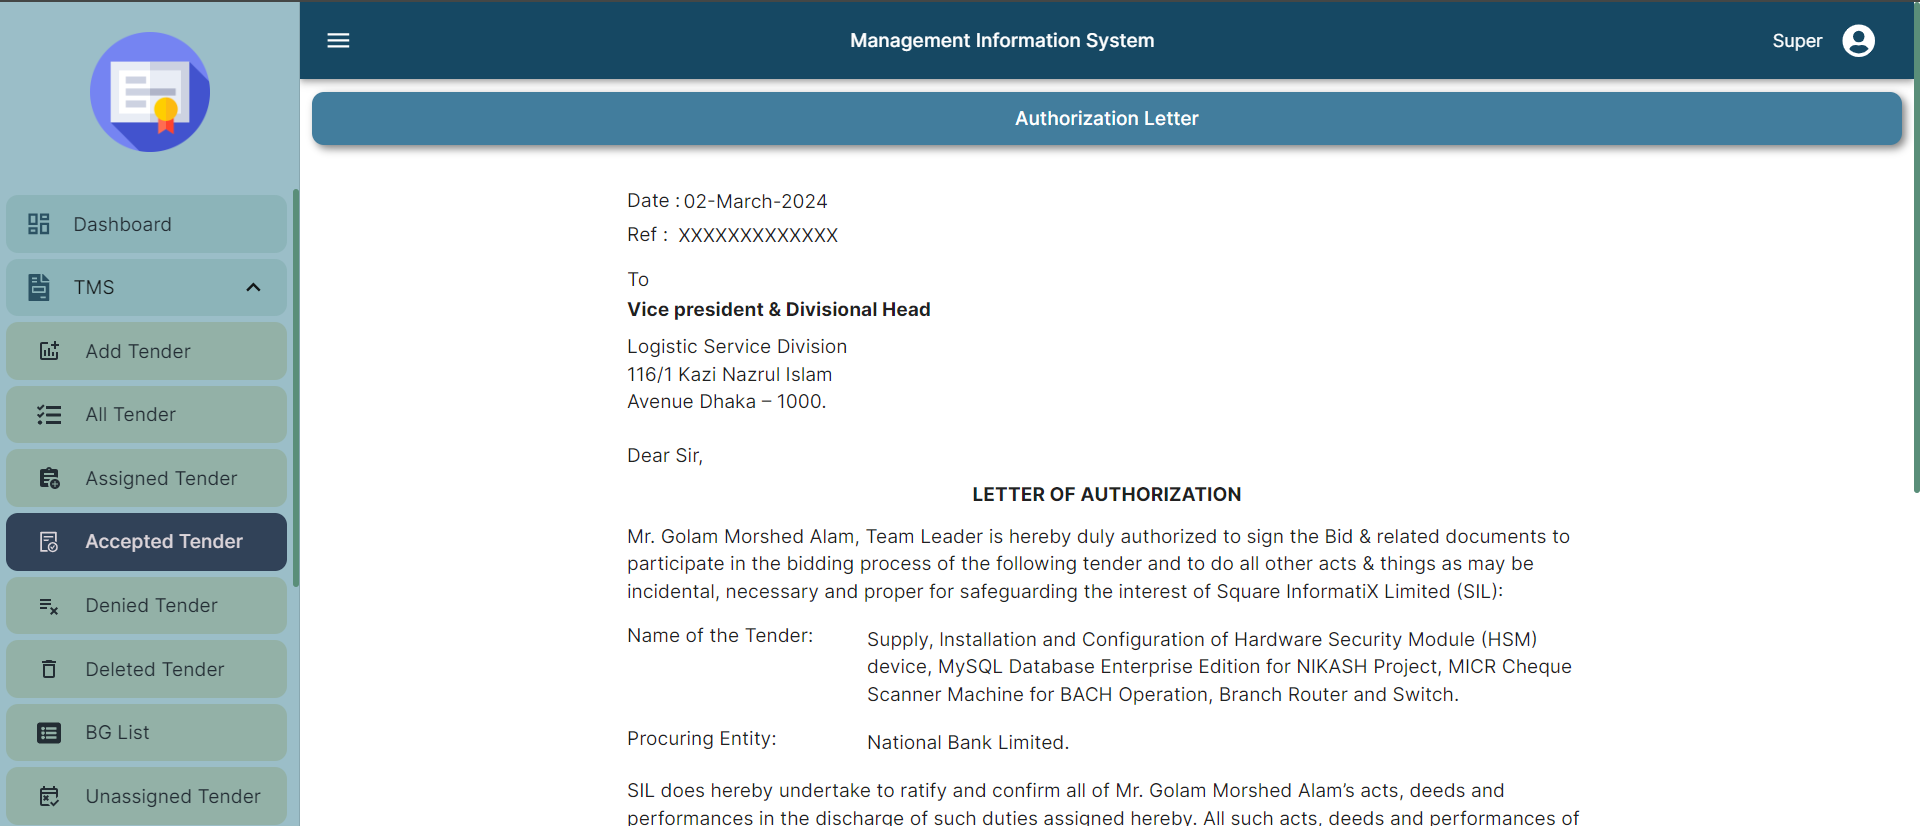 Management Information System
Super
Authorization Letter
Dashboard
TMS
Add Tender
All Tender
Assigned Tender
Accepted Tender
Denied Tender
Deleted Tender
BG List
Unassigned Tender
Date : 02-March-2024
Ref : XXXXXXXXXXXXX
To
Vice president & Divisional Head
Logistic Service Division
116/1 Kazi Nazrul Islam
Avenue Dhaka – 1000.
Dear Sir,
LETTER OF AUTHORIZATION
Mr. Golam Morshed Alam, Team Leader is hereby duly authorized to sign the Bid & related documents to
participate in the bidding process of the following tender and to do all other acts & things as may be
incidental, necessary and proper for safeguarding the interest of Square InformatiX Limited (SIL):
Name of the Tender: Supply, Installation and Configuration of Hardware Security Module (HSM)
device, MySQL Database Enterprise Edition for NIKASH Project, MICR Cheque
Scanner Machine for BACH Operation, Branch Router and Switch.
Procuring Entity: National Bank Limited.
SIL does hereby undertake to ratify and confirm all of Mr. Golam Morshed Alam’s acts, deeds and
performances in the discharge of such duties assigned hereby. All such acts, deeds and performances of